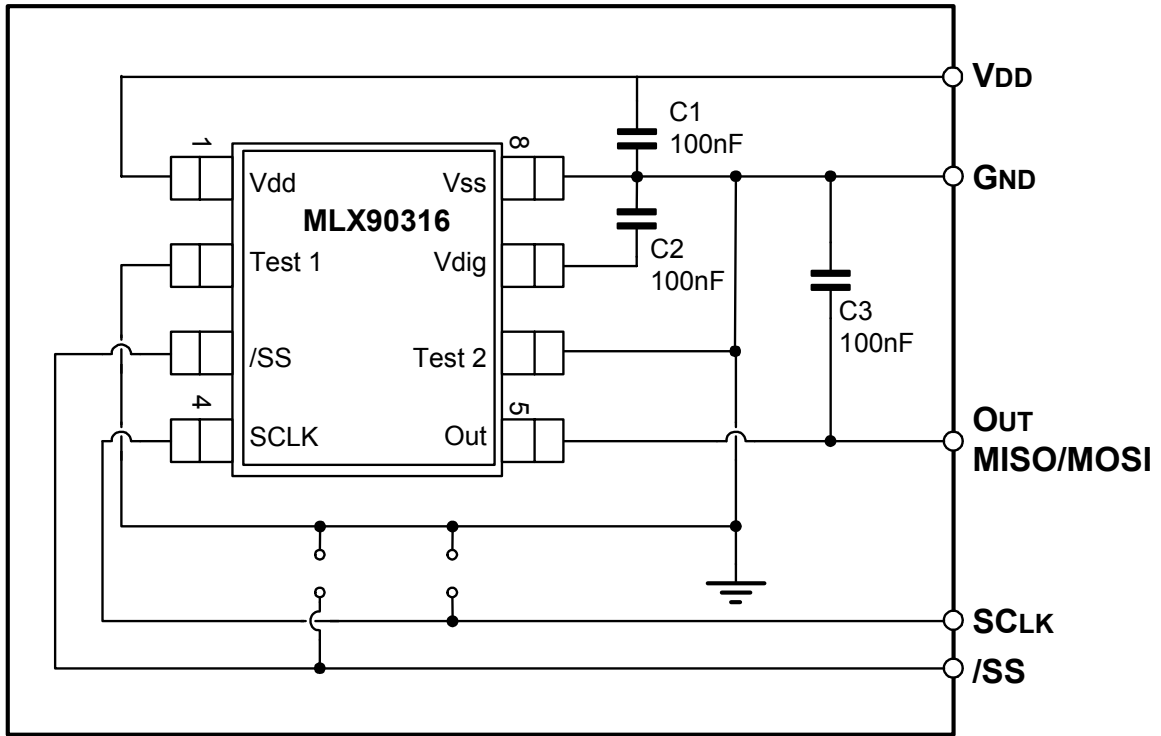 VDD
C1
100nF
1
8
GND
Vdd
Vss
MLX90316
C2
100nF
Test 1
Vdig
C3
100nF
/SS
Test 2
4
5
OUT
MISO/MOSI
SCLK
Out
SCLK
/SS